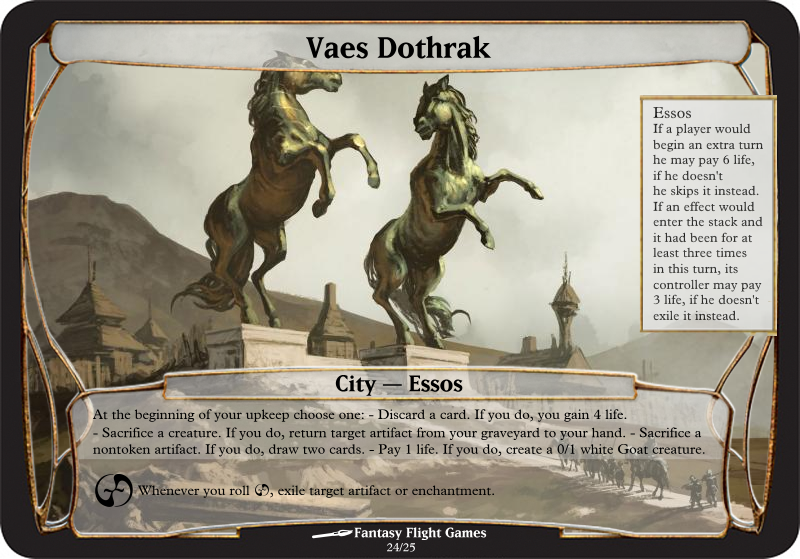 Vaes Dothrak
Essos
If a player would
begin an extra turn
he may pay 6 life,
if he doesn't
he skips it instead.
If an effect would
enter the stack and
it had been for at
least three times
in this turn, its
controller may pay
3 life, if he doesn't
exile it instead.
City — Essos
At the beginning of your upkeep choose one: - Discard a card. If you do, you gain 4 life.
- Sacrifice a creature. If you do, return target artifact from your graveyard to your hand. - Sacrifice a
nontoken artifact. If you do, draw two cards. - Pay 1 life. If you do, create a 0/1 white Goat creature.
Whenever you roll , exile target artifact or enchantment.
Fantasy Flight Games
24/25